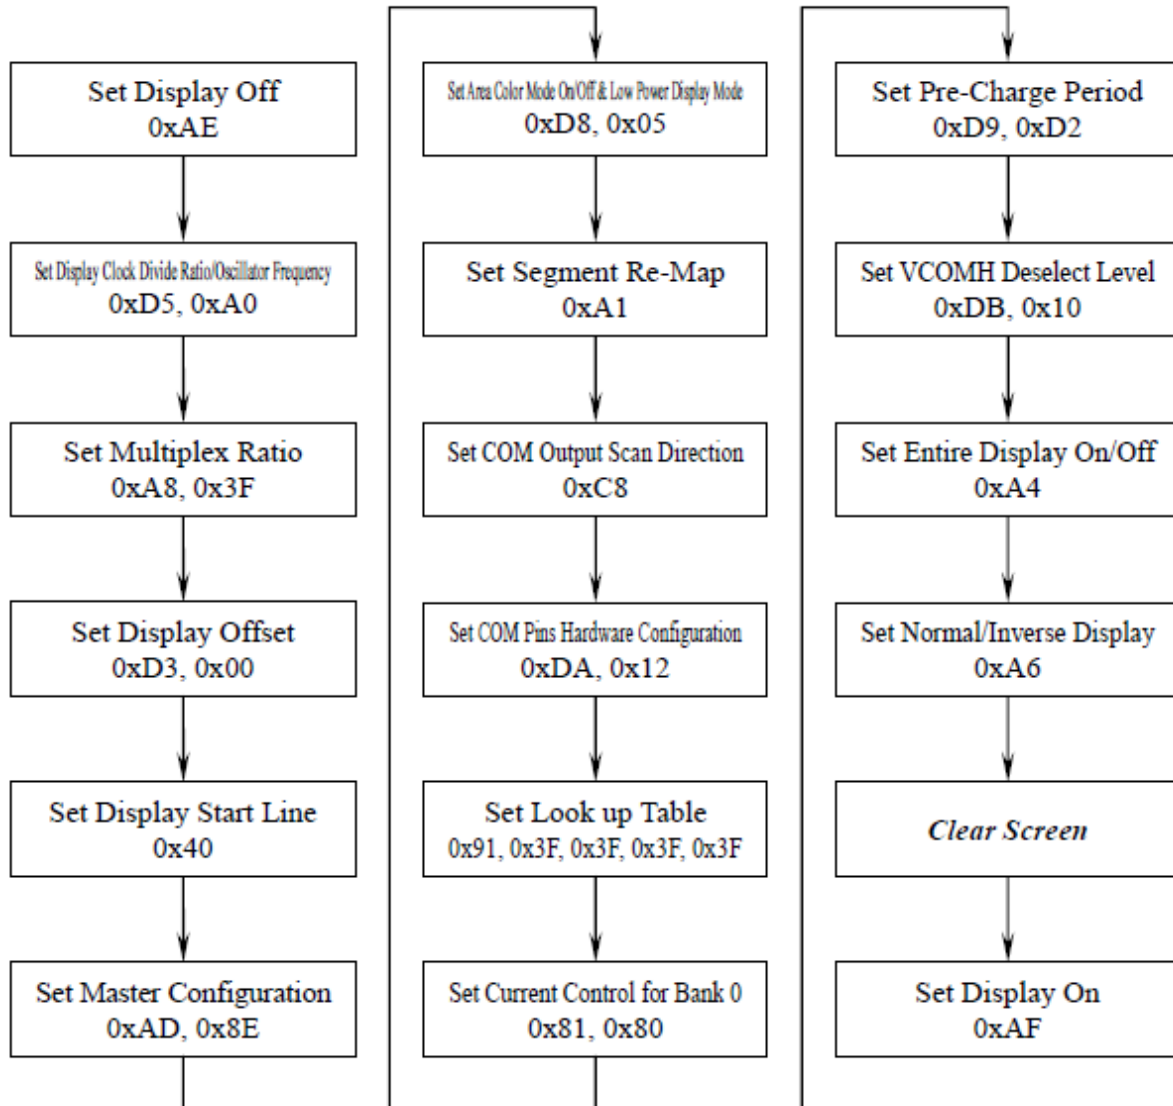 Set Display Off
0xAE
Set Display Clock Divide Ratio/Oscillator Frequency
0xD5, 0xA0
Set Multiplex Ratio
0xA8, 0x3F
Set Display Offset
0xD3, 0x00
Set Display Start Line
0x40
Set Master Configuration
0xAD, 0x8E
Set Area Color Mode On/Off & Low Power Display Mode
0xD8, 0x05
Set Segment Re-Map
0xA1
Set COM Output Scan Direction
0xC8
Set COM Pins Hardware Configuration
0xDA, 0x12
Set Look up Table
0x91, 0x3F, 0x3F, 0x3F, 0x3F
Set Current Control for Bank 0
0x81, 0x80
Set Pre-Charge Period
0xD9, 0xD2
Set VCOMH Deselect Level
0xDB, 0x10
Set Entire Display On/Off
0xA4
Set Normal/Inverse Display
0xA6
Clear Screen
Set Display On
0xAF